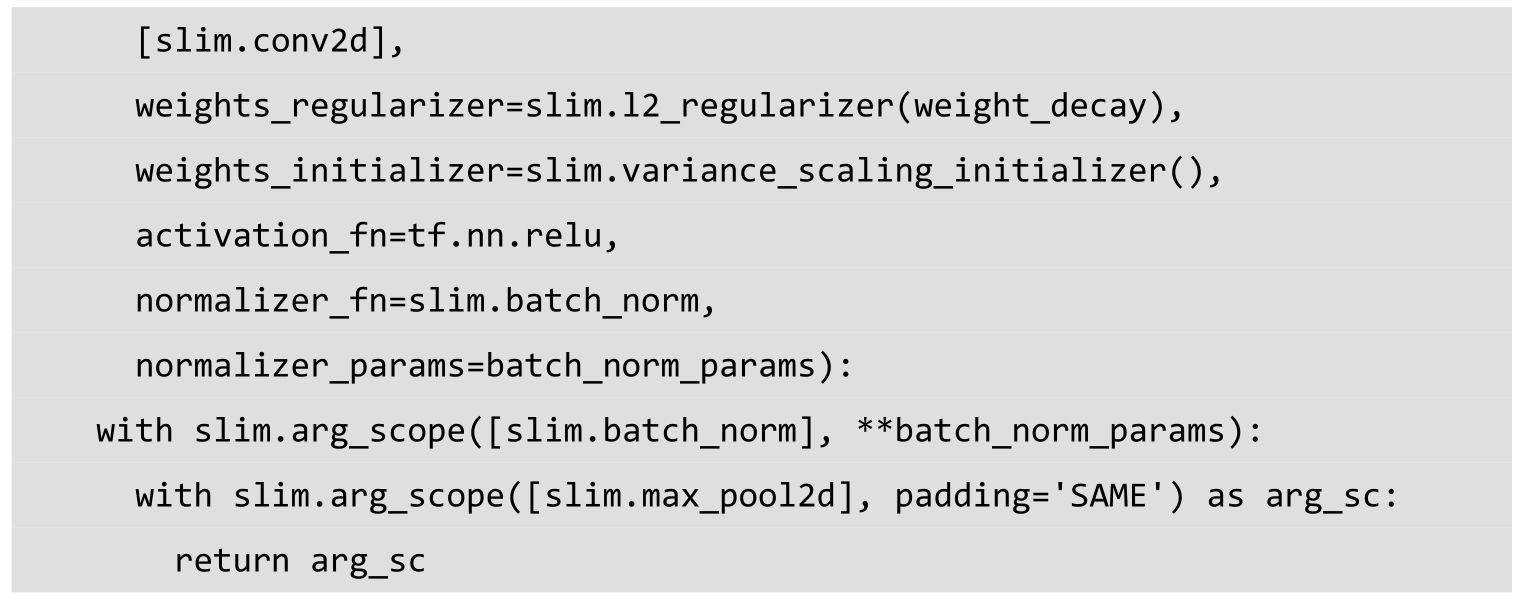 [slim.conv2d],
weights_regularizer=slim.l2_regularizer(weight_decay),
weights_initializer=slim.variance_scaling_initializer(),
activation_fn=tf.nn.relu,
normalizer_fn=slim.batch_norm,
normalizer_params=batch_norm_params):
with slim.arg_scope([slim.batch_norm], **batch_norm_params):
with slim.arg_scope([slim.max_pool2d], padding='SAME') as arg_sc:
return arg_sc